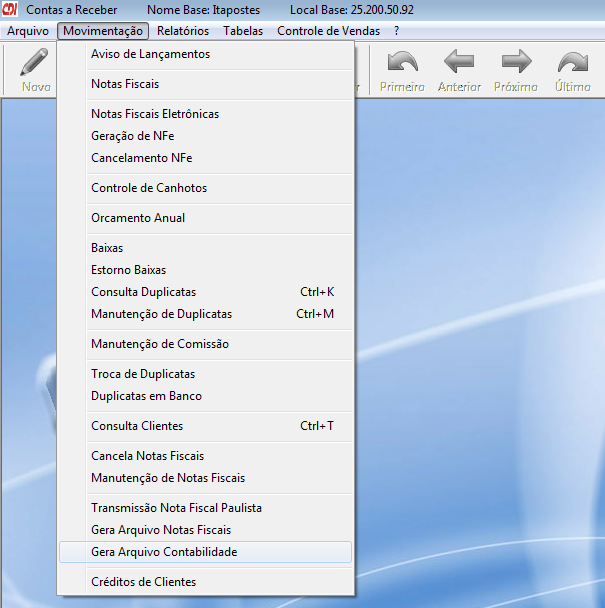 CDI Contas a Receber Nome Base: Itapostes Local Base: 25.200.50.92
Arquivo Movimentação Relatórios Tabelas Controle de Vendas ?
Novo Primeiro Anterior Próximo Último
Aviso de Lançamentos
Notas Fiscais
Notas Fiscais Eletrônicas
Geração de NFe
Cancelamento NFe
Controle de Canhotos
Orcamento Anual
Baixas
Estorno Baixas
Consulta Duplicatas Ctrl+K
Manutenção de Duplicatas Ctrl+M
Manutenção de Comissão
Troca de Duplicatas
Duplicatas em Banco
Consulta Clientes Ctrl+T
Cancela Notas Fiscais
Manutenção de Notas Fiscais
Transmissão Nota Fiscal Paulista
Gera Arquivo Notas Fiscais
Gera Arquivo Contabilidade
Créditos de Clientes